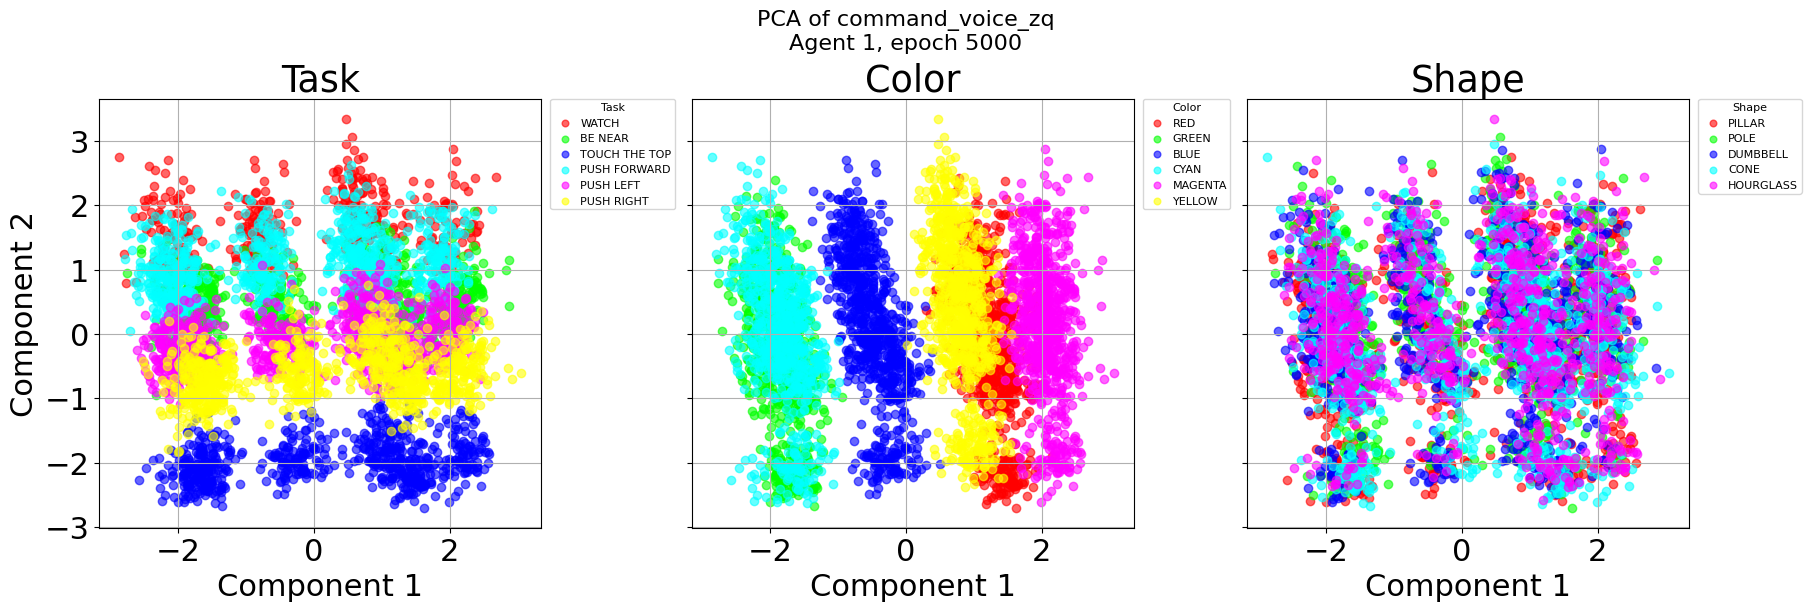 PCA of command_voice_zq
Agent 1, epoch 5000
Task
Color
Shape
Task
WATCH
BE NEAR
TOUCH THE TOP
PUSH FORWARD
PUSH LEFT
PUSH RIGHT
Color
RED
GREEN
BLUE
CYAN
MAGENTA
YELLOW
Shape
PILLAR
POLE
DUMBBELL
CONE
HOURGLASS
Component 2
3
2
1
0
−1
−2
−3
−2 0 2
−2 0 2
−2 0 2
Component 1
Component 1
Component 1